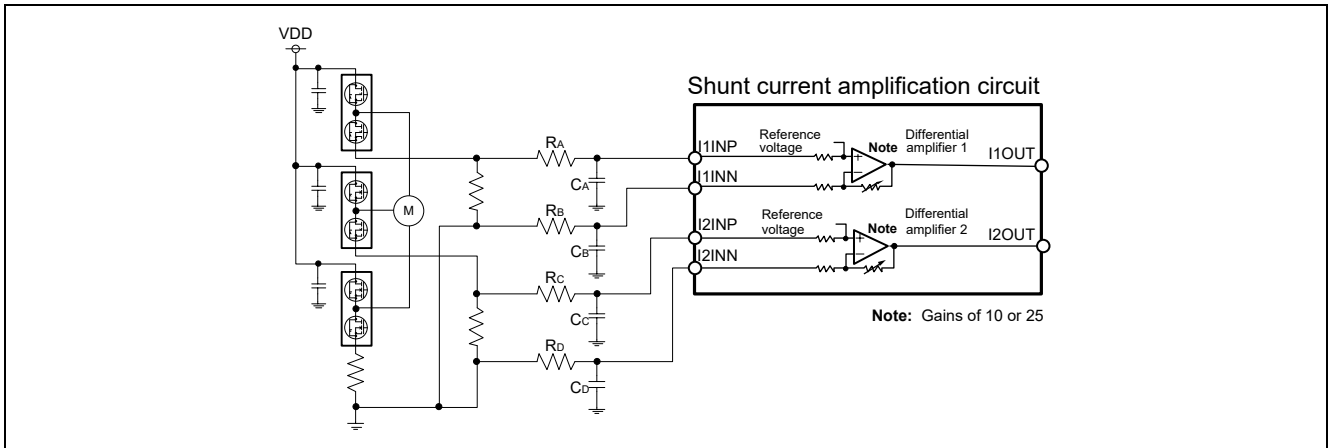 VDD
Shunt current amplification circuit
M
RA
CA
RB
CB
RC
CC
RD
CD
I1INP
I1INN
I2INP
I2INN
Reference
voltage
Note
Differential
amplifier 1
I1OUT
Reference
voltage
Note
Differential
amplifier 2
I2OUT
+
−
+
−
Note: Gains of 10 or 25